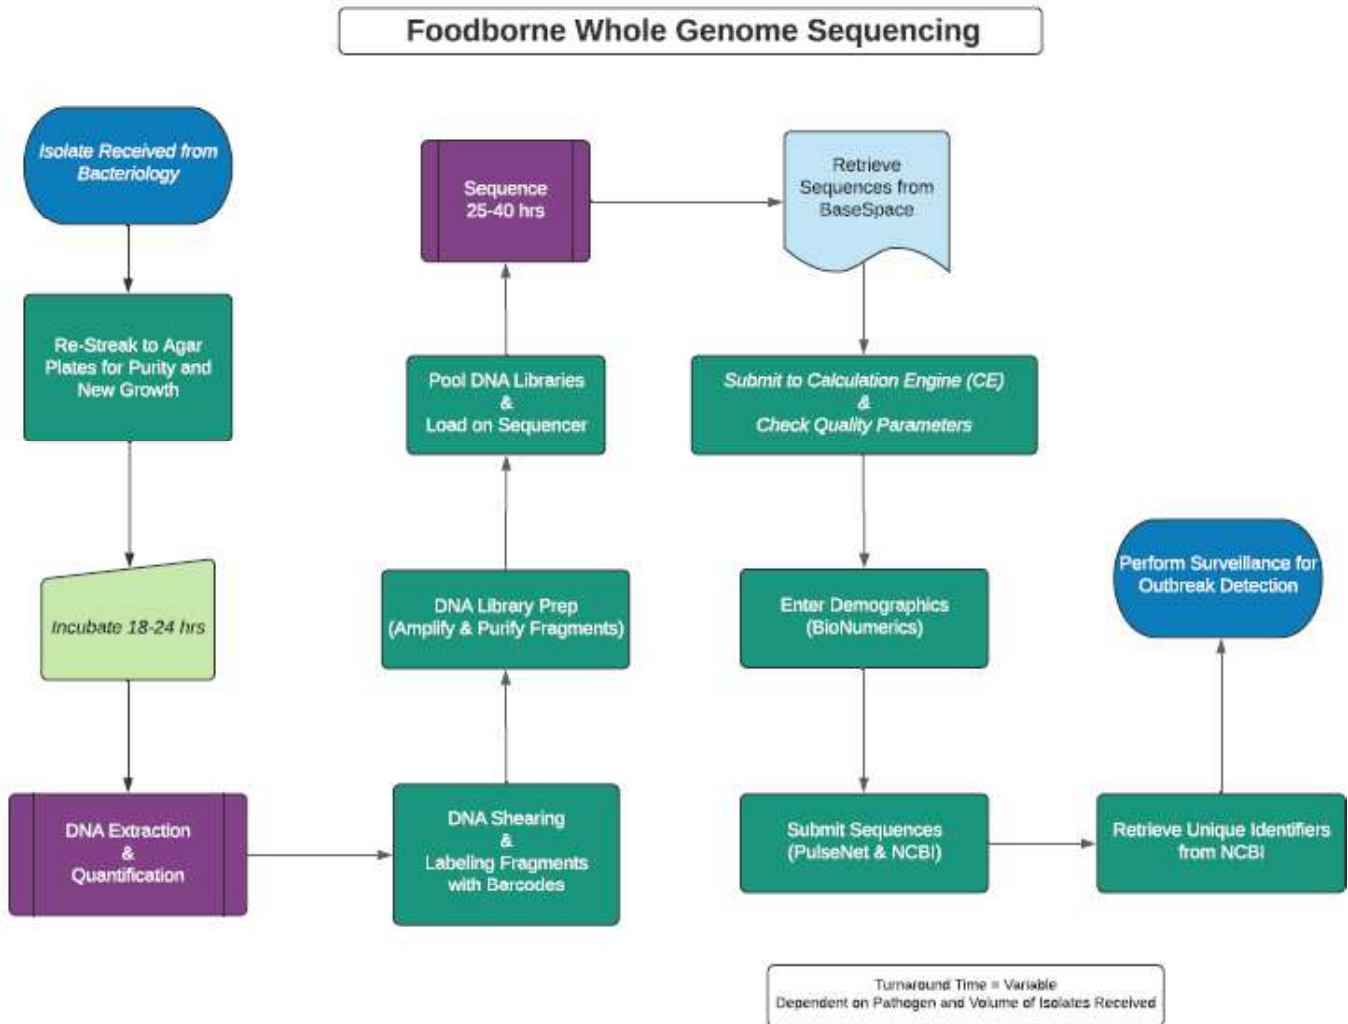 Foodborne Whole Genome Sequencing
Isolate Received from
Bacteriology
Re-Streak to Agar
Plates for Purity and
New Growth
Incubate 18-24 hrs
DNA Extraction
&
Quantification
DNA Shearing
&
Labeling Fragments
with Barcodes
DNA Library Prep
(Amplify & Purify Fragments)
Pool DNA Libraries
&
Load on Sequencer
Sequence
25-40 hrs
Retrieve
Sequences from
BaseSpace
Submit to Calculation Engine (CE)
&
Check Quality Parameters
Enter Demographics
(BioNumerics)
Submit Sequences
(PulseNet & NCBI)
Retrieve Unique Identifiers
from NCBI
Perform Surveillance for
Outbreak Detection
Turnaround Time = Variable
Dependent on Pathogen and Volume of Isolates Received